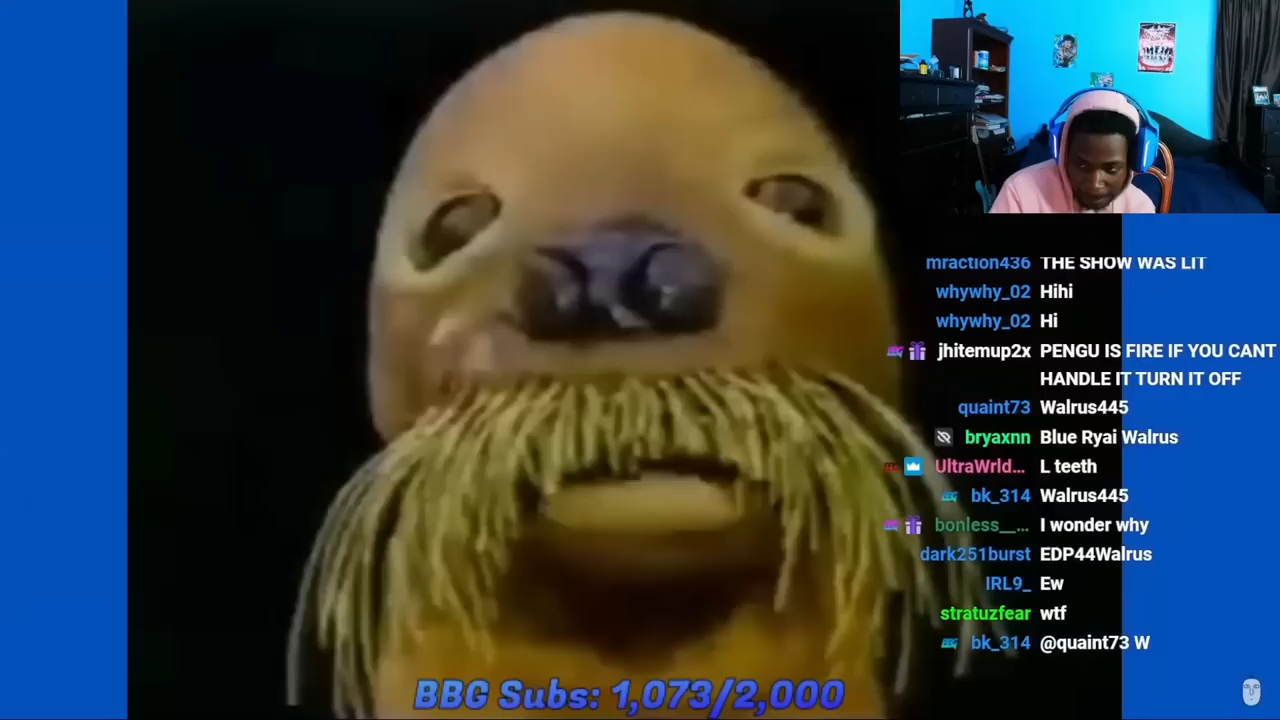 mraction436 THE SHOW WAS LIT
whywhy_02 Hihi
whywhy_02 Hi
jhitemup2x PENGU IS FIRE IF YOU CANT
HANDLE IT TURN IT OFF
quaint73 Walrus445
bryaxnn Blue Ryai Walrus
UltraWrld... L teeth
bk_314 Walrus445
bonless__... I wonder why
dark251burst EDP44Walrus
IRL9_ Ew
stratuzfear wtf
bk_314 @quaint73 W
BBG Subs: 1,073/2,000